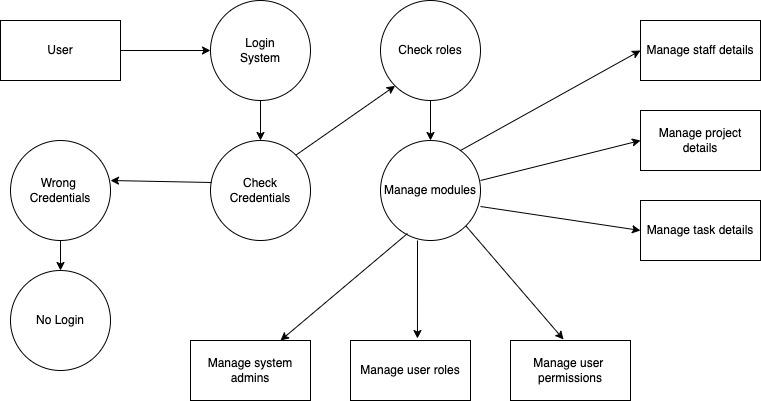 User
Login
System
Check roles
Manage staff details
Manage project
details
Wrong
Credentials
Check
Credentials
Manage modules
Manage task details
No Login
Manage system
admins
Manage user roles
Manage user
permissions